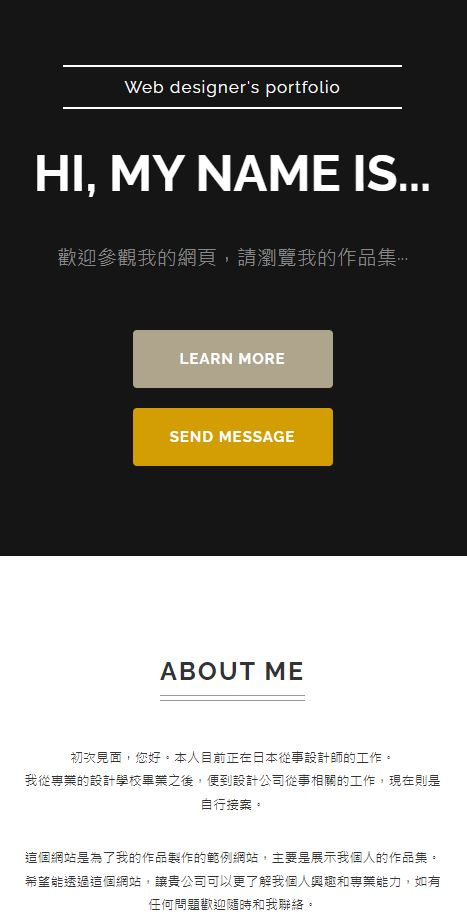 Web designer's portfolio
HI, MY NAME IS...
歡迎參觀我的網頁，請瀏覽我的作品集…
LEARN MORE
SEND MESSAGE
ABOUT ME
初次見面，您好。本人目前正在日本從事設計師的工作。
我從專業的設計學校畢業之後，便到設計公司從事相關的工作，現在則是
自行接案。
這個網站是為了我的作品製作的範例網站，主要是展示我個人的作品集。
希望能透過這個網站，讓貴公司可以更了解我個人興趣和專業能力，如有
任何問題歡迎隨時和我聯絡。